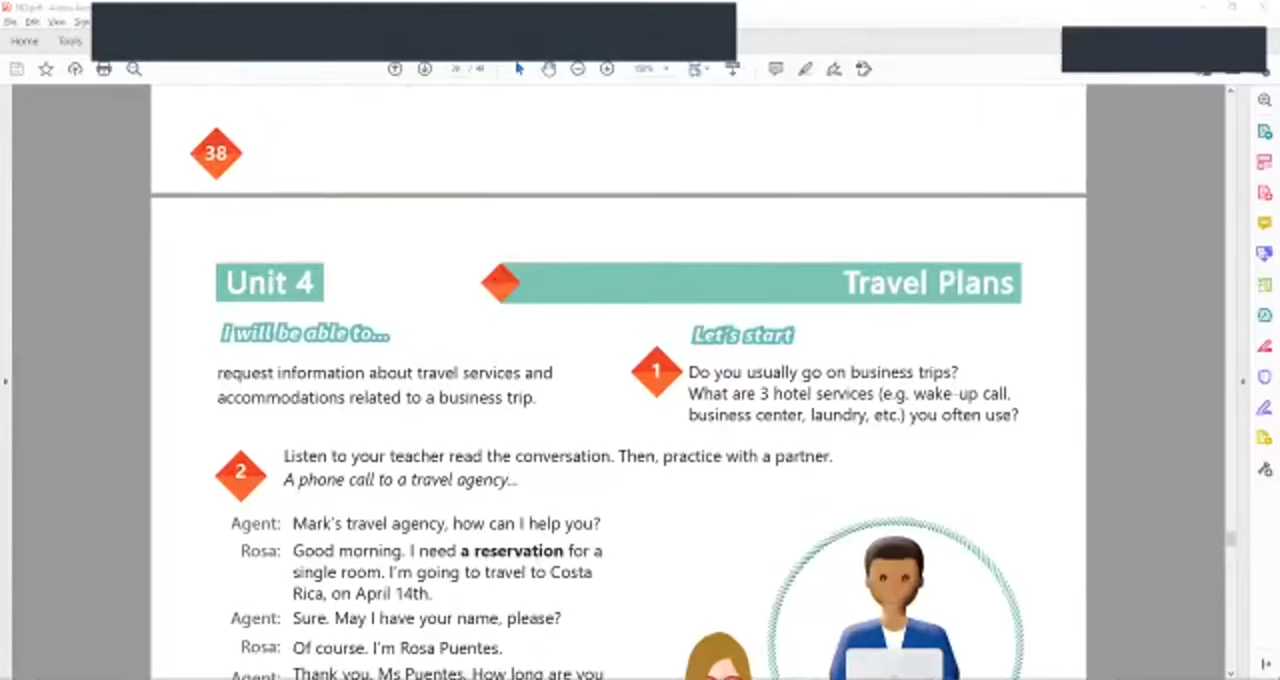 Home Tools
38
Unit 4
Travel Plans
I will be able to...
request information about travel services and
accommodations related to a business trip.
Let's start
1
Do you usually go on business trips?
What are 3 hotel services (e.g. wake-up call,
business center, laundry, etc.) you often use?
2
Listen to your teacher read the conversation. Then, practice with a partner.
A phone call to a travel agency...
Agent: Mark's travel agency, how can I help you?
Rosa: Good morning. I need a reservation for a
single room. I'm going to travel to Costa
Rica, on April 14th.
Agent: Sure. May I have your name, please?
Rosa: Of course. I'm Rosa Puentes.
Agent: Thank you, Ms Puentes. How long are you